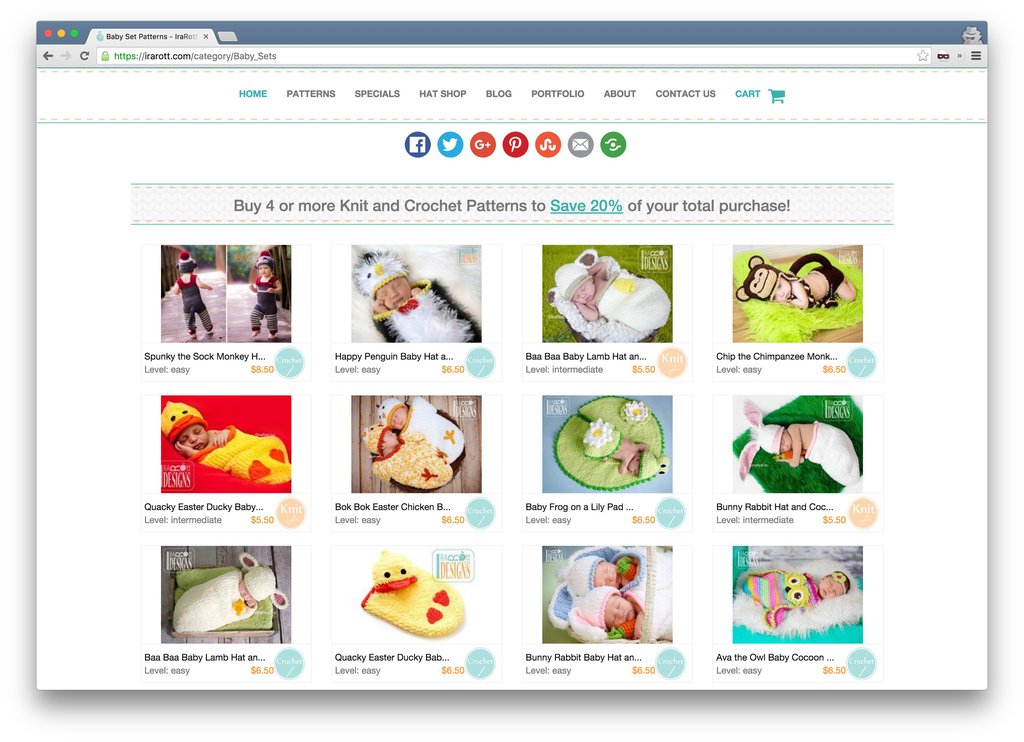 Baby Set Patterns - IraRott
https://irarott.com/category/Baby_Sets
HOME PATTERNS SPECIALS HAT SHOP BLOG PORTFOLIO ABOUT CONTACT US CART
Buy 4 or more Knit and Crochet Patterns to Save 20% of your total purchase!
Spunky the Sock Monkey H...
Level: easy $8.50 Crochet
Happy Penguin Baby Hat a...
Level: easy $6.50 Crochet
Baa Baa Baby Lamb Hat an...
Level: intermediate $5.50 Knit
Chip the Chimpanzee Monk...
Level: easy $6.50 Crochet
Quacky Easter Ducky Baby...
Level: intermediate $5.50 Knit
Bok Bok Easter Chicken B...
Level: easy $6.50 Crochet
Baby Frog on a Lily Pad ...
Level: easy $6.50 Crochet
Bunny Rabbit Hat and Coc...
Level: intermediate $5.50 Knit
Baa Baa Baby Lamb Hat an...
Level: easy $6.50 Crochet
Quacky Easter Ducky Bab...
Level: easy $6.50 Crochet
Bunny Rabbit Baby Hat an...
Level: easy $6.50 Crochet
Ava the Owl Baby Cocoon ...
Level: easy $6.50 Crochet